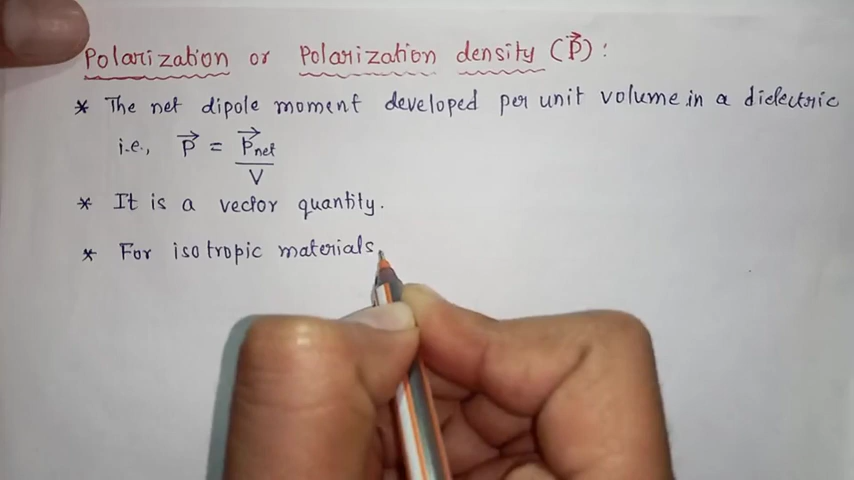 Polarization or Polarization density (P⃗):
* The net dipole moment developed per unit volume in a dielectric
i.e., P⃗ = P⃗net
V
* It is a vector quantity.
* For isotropic materials,